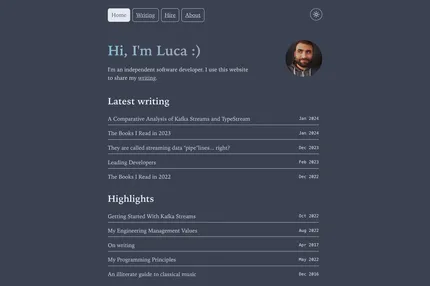 Home Writing Hire About
Hi, I'm Luca :)
I'm an independent software developer. I use this website
to share my writing.
Latest writing
A Comparative Analysis of Kafka Streams and TypeStream Jan 2024
The Books I Read in 2023 Jan 2024
They are called streaming data "pipe"lines... right? Dec 2023
Leading Developers Feb 2023
The Books I Read in 2022 Dec 2022
Highlights
Getting Started With Kafka Streams Oct 2022
My Engineering Management Values Aug 2022
On writing Apr 2017
My Programming Principles May 2022
An illiterate guide to classical music Dec 2016